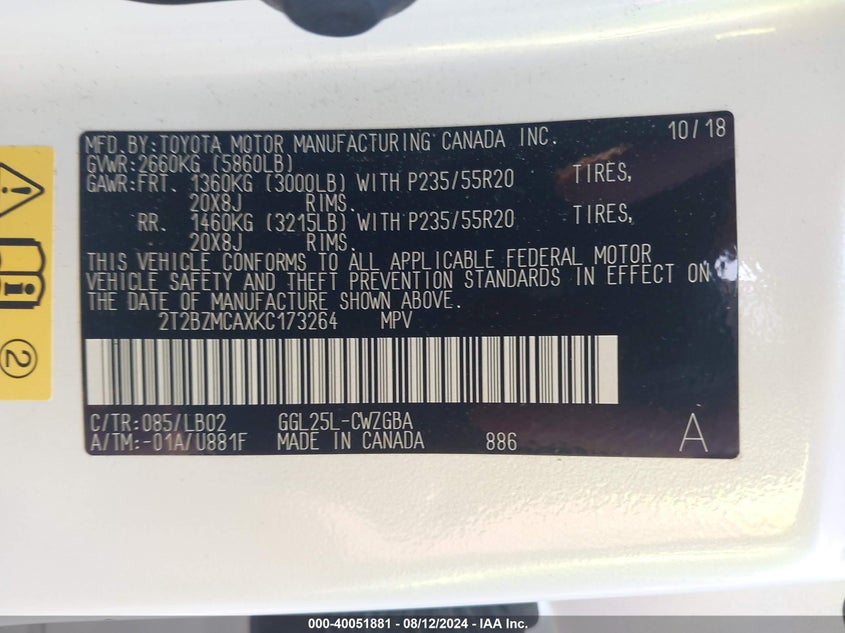 MFD.BY:TOYOTA MOTOR MANUFACTURING CANADA INC. 10/18
GVWR:2660KG (5860LB)
GAWR:FRT. 1360KG (3000LB) WITH P235/55R20 TIRES,
20X8J RIMS.
RR. 1460KG (3215LB) WITH P235/55R20 TIRES,
20X8J RIMS.
THIS VEHICLE CONFORMS TO ALL APPLICABLE FEDERAL MOTOR
VEHICLE SAFETY AND THEFT PREVENTION STANDARDS IN EFFECT ON
THE DATE OF MANUFACTURE SHOWN ABOVE.
2T2BZMCAXKC173264 MPV
C/TR:085/LB02 GGL25L-CWZGBA
A/TM:-01A/U881F MADE IN CANADA 886 A
2
000-40051881 - 08/12/2024 - IAA Inc.